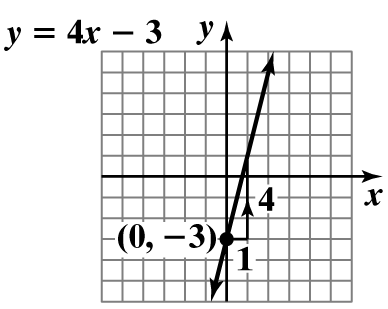 y = 4x − 3
y
x
4
(0, −3)
1